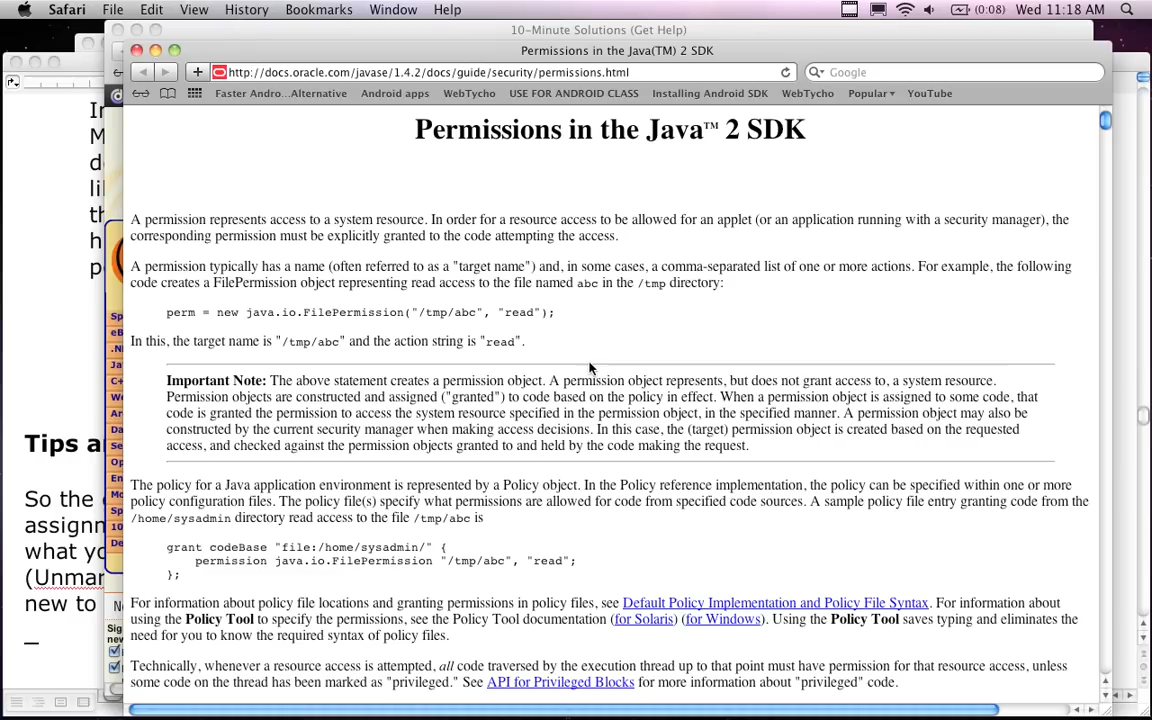 Safari File Edit View History Bookmarks Window Help (0:08) Wed 11:18 AM
10-Minute Solutions (Get Help)
Permissions in the Java(TM) 2 SDK
http://docs.oracle.com/javase/1.4.2/docs/guide/security/permissions.html Google
Faster Andro...Alternative Android apps WebTycho USE FOR ANDROID CLASS Installing Android SDK WebTycho Popular YouTube
Permissions in the Java™ 2 SDK
A permission represents access to a system resource. In order for a resource access to be allowed for an applet (or an application running with a security manager), the
corresponding permission must be explicitly granted to the code attempting the access.
A permission typically has a name (often referred to as a "target name") and, in some cases, a comma-separated list of one or more actions. For example, the following
code creates a FilePermission object representing read access to the file named abc in the /tmp directory:
perm = new java.io.FilePermission("/tmp/abc", "read");
In this, the target name is "/tmp/abc" and the action string is "read".
Important Note: The above statement creates a permission object. A permission object represents, but does not grant access to, a system resource.
Permission objects are constructed and assigned ("granted") to code based on the policy in effect. When a permission object is assigned to some code, that
code is granted the permission to access the system resource specified in the permission object, in the specified manner. A permission object may also be
constructed by the current security manager when making access decisions. In this case, the (target) permission object is created based on the requested
access, and checked against the permission objects granted to and held by the code making the request.
The policy for a Java application environment is represented by a Policy object. In the Policy reference implementation, the policy can be specified within one or more
policy configuration files. The policy file(s) specify what permissions are allowed for code from specified code sources. A sample policy file entry granting code from the
/home/sysadmin directory read access to the file /tmp/abc is
grant codeBase "file:/home/sysadmin/" {
permission java.io.FilePermission "/tmp/abc", "read";
};
For information about policy file locations and granting permissions in policy files, see Default Policy Implementation and Policy File Syntax. For information about
using the Policy Tool to specify the permissions, see the Policy Tool documentation (for Solaris) (for Windows). Using the Policy Tool saves typing and eliminates the
need for you to know the required syntax of policy files.
Technically, whenever a resource access is attempted, all code traversed by the execution thread up to that point must have permission for that resource access, unless
some code on the thread has been marked as "privileged." See API for Privileged Blocks for more information about "privileged" code.
Tips a
So the
assignn
what yo
(Unmar
new to